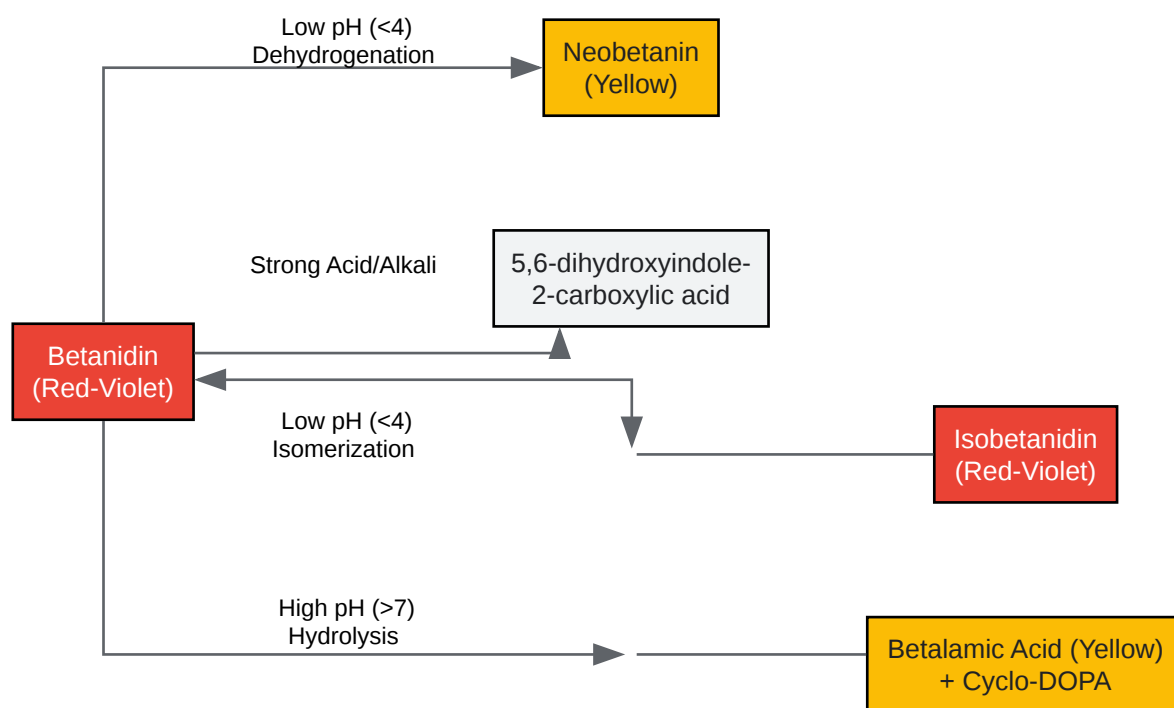 Low pH (<4)
Dehydrogenation
Neobetanin
(Yellow)
Strong Acid/Alkali
5,6-dihydroxyindole-
2-carboxylic acid
Betanidin
(Red-Violet)
Low pH (<4)
Isomerization
Isobetanidin
(Red-Violet)
High pH (>7)
Hydrolysis
Betalamic Acid (Yellow)
+ Cyclo-DOPA